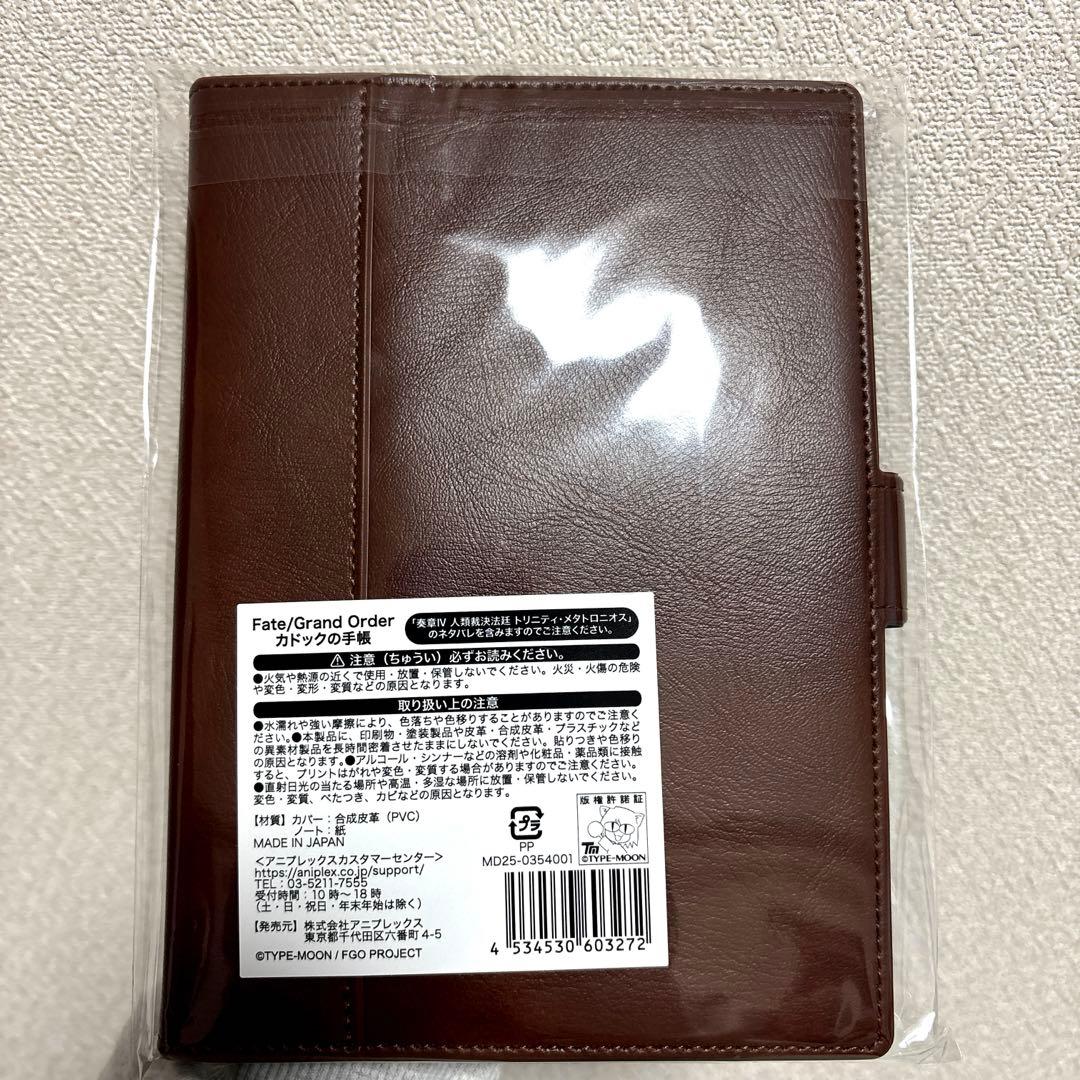 Fate/Grand Order
カドックの手帳
「奏章Ⅳ 人類裁決法廷 トリニティ・メタトロニオス」
のネタバレを含みますのでご注意ください。
⚠ 注意（ちゅうい）必ずお読みください。
●火気や熱源の近くで使用・放置・保管しないでください。火災・火傷の危険
や変色・変形・変質などの原因となります。
取り扱い上の注意
●水濡れや強い摩擦により、色落ちや色移りすることがありますのでご注意く
ださい。●本製品に、印刷物・塗装製品や皮革・合成皮革・プラスチックなど
の異素材製品を長時間密着させたままにしないでください。貼りつきや色移り
の原因となります。●アルコール・シンナーなどの溶剤や化粧品・薬品類に接触
すると、プリントはがれや変色・変質する場合がありますのでご注意ください。
●直射日光の当たる場所や高温・多湿な場所に放置・保管しないでください。
変色・変質、べたつき、カビなどの原因となります。
【材質】カバー：合成皮革（PVC）
ノート：紙
MADE IN JAPAN
＜アニプレックスカスタマーセンター＞
https://aniplex.co.jp/support/
TEL：03-5211-7555
受付時間：10時～18時
（土・日・祝日・年末年始は除く）
【発売元】株式会社アニプレックス
東京都千代田区六番町4-5
©TYPE-MOON / FGO PROJECT
プラ
PP
MD25-0354001
版権許諾証
TM
©TYPE-MOON
4 534530 603272